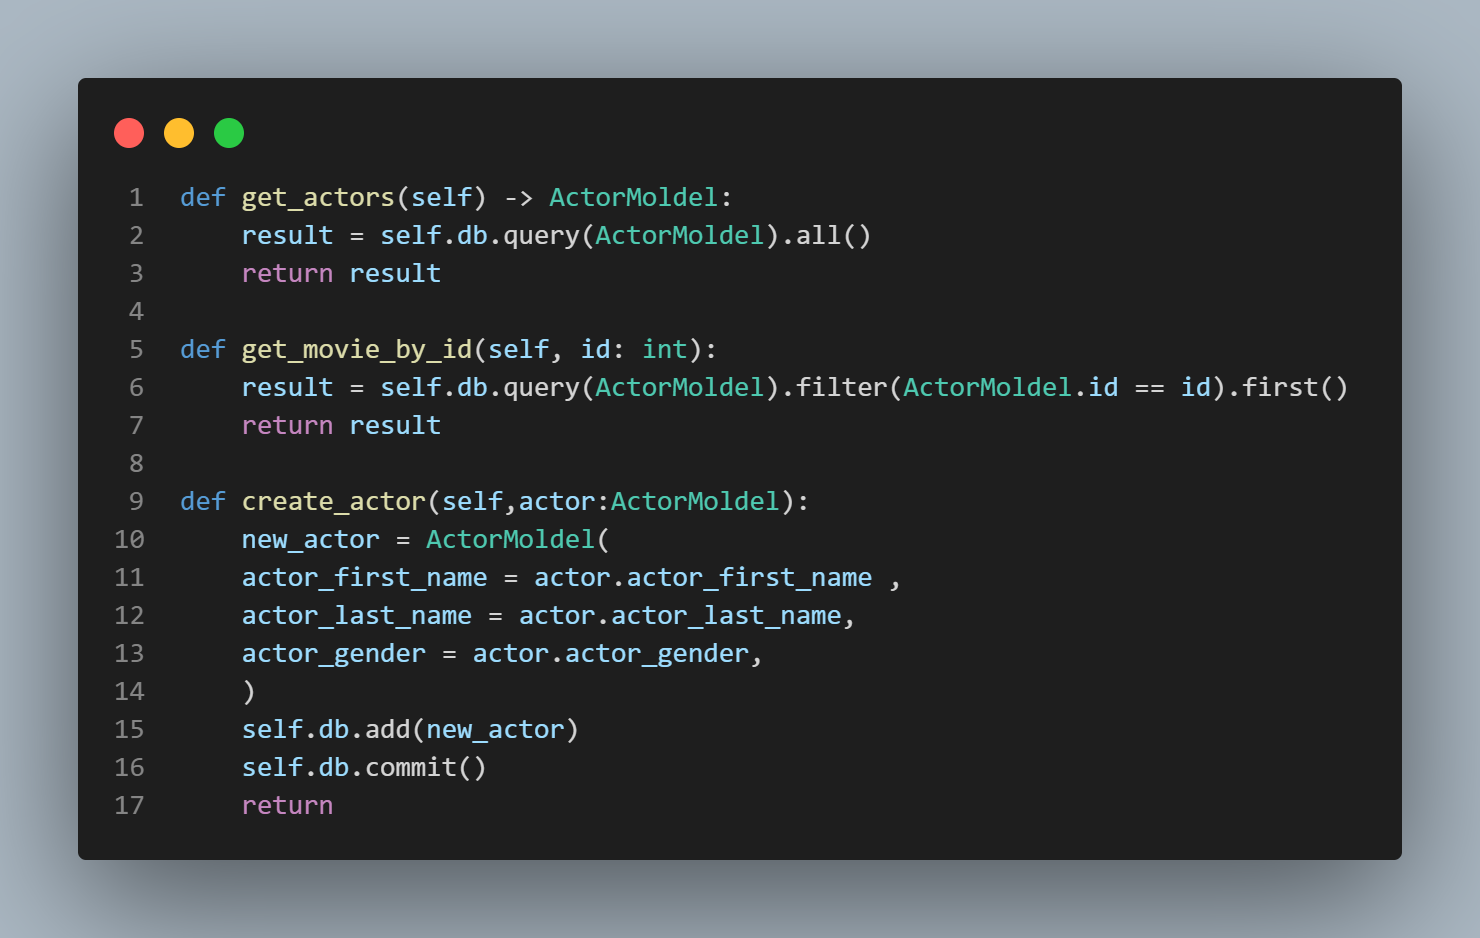 1 def get_actors(self) -> ActorMoldel:
2     result = self.db.query(ActorMoldel).all()
3     return result
4
5 def get_movie_by_id(self, id: int):
6     result = self.db.query(ActorMoldel).filter(ActorMoldel.id == id).first()
7     return result
8
9 def create_actor(self,actor:ActorMoldel):
10     new_actor = ActorMoldel(
11     actor_first_name = actor.actor_first_name ,
12     actor_last_name = actor.actor_last_name,
13     actor_gender = actor.actor_gender,
14     )
15     self.db.add(new_actor)
16     self.db.commit()
17     return